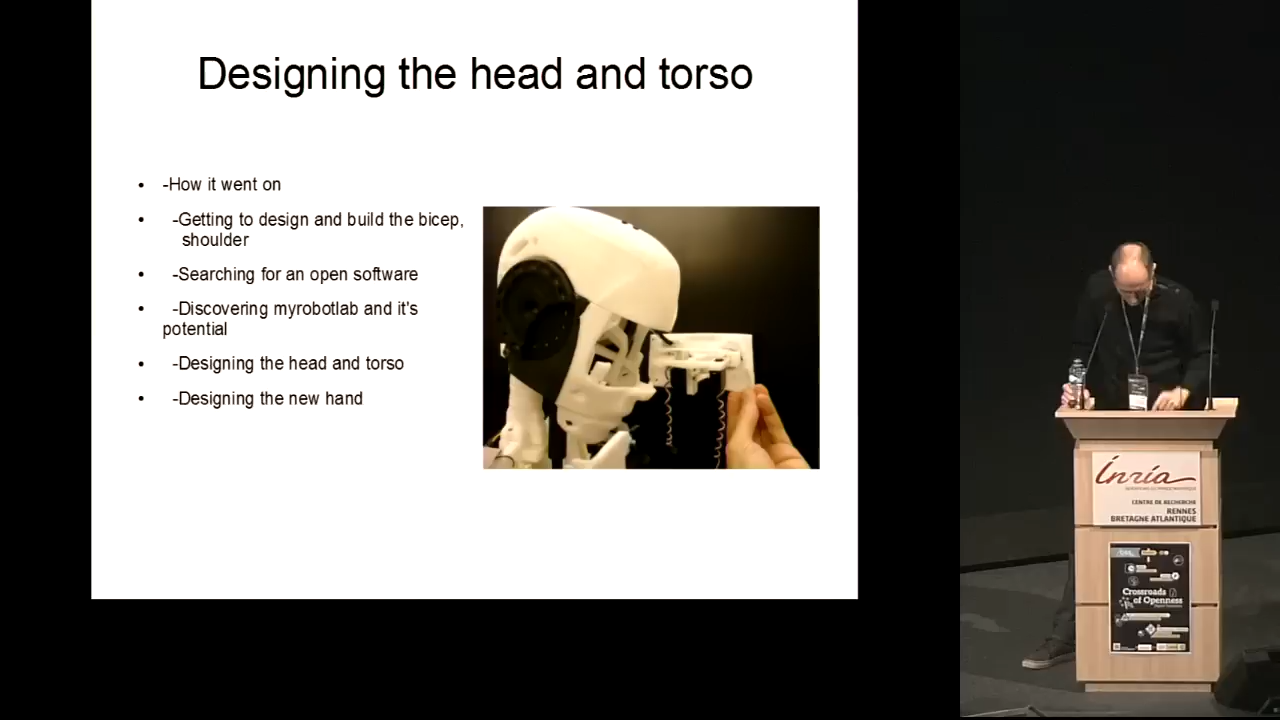 Designing the head and torso
• -How it went on
• -Getting to design and build the bicep,
shoulder
• -Searching for an open software
• -Discovering myrobotlab and it's
potential
• -Designing the head and torso
• -Designing the new hand
inria
CENTRE DE RECHERCHE
RENNES
BRETAGNE ATLANTIQUE
Crossroads
of Openness